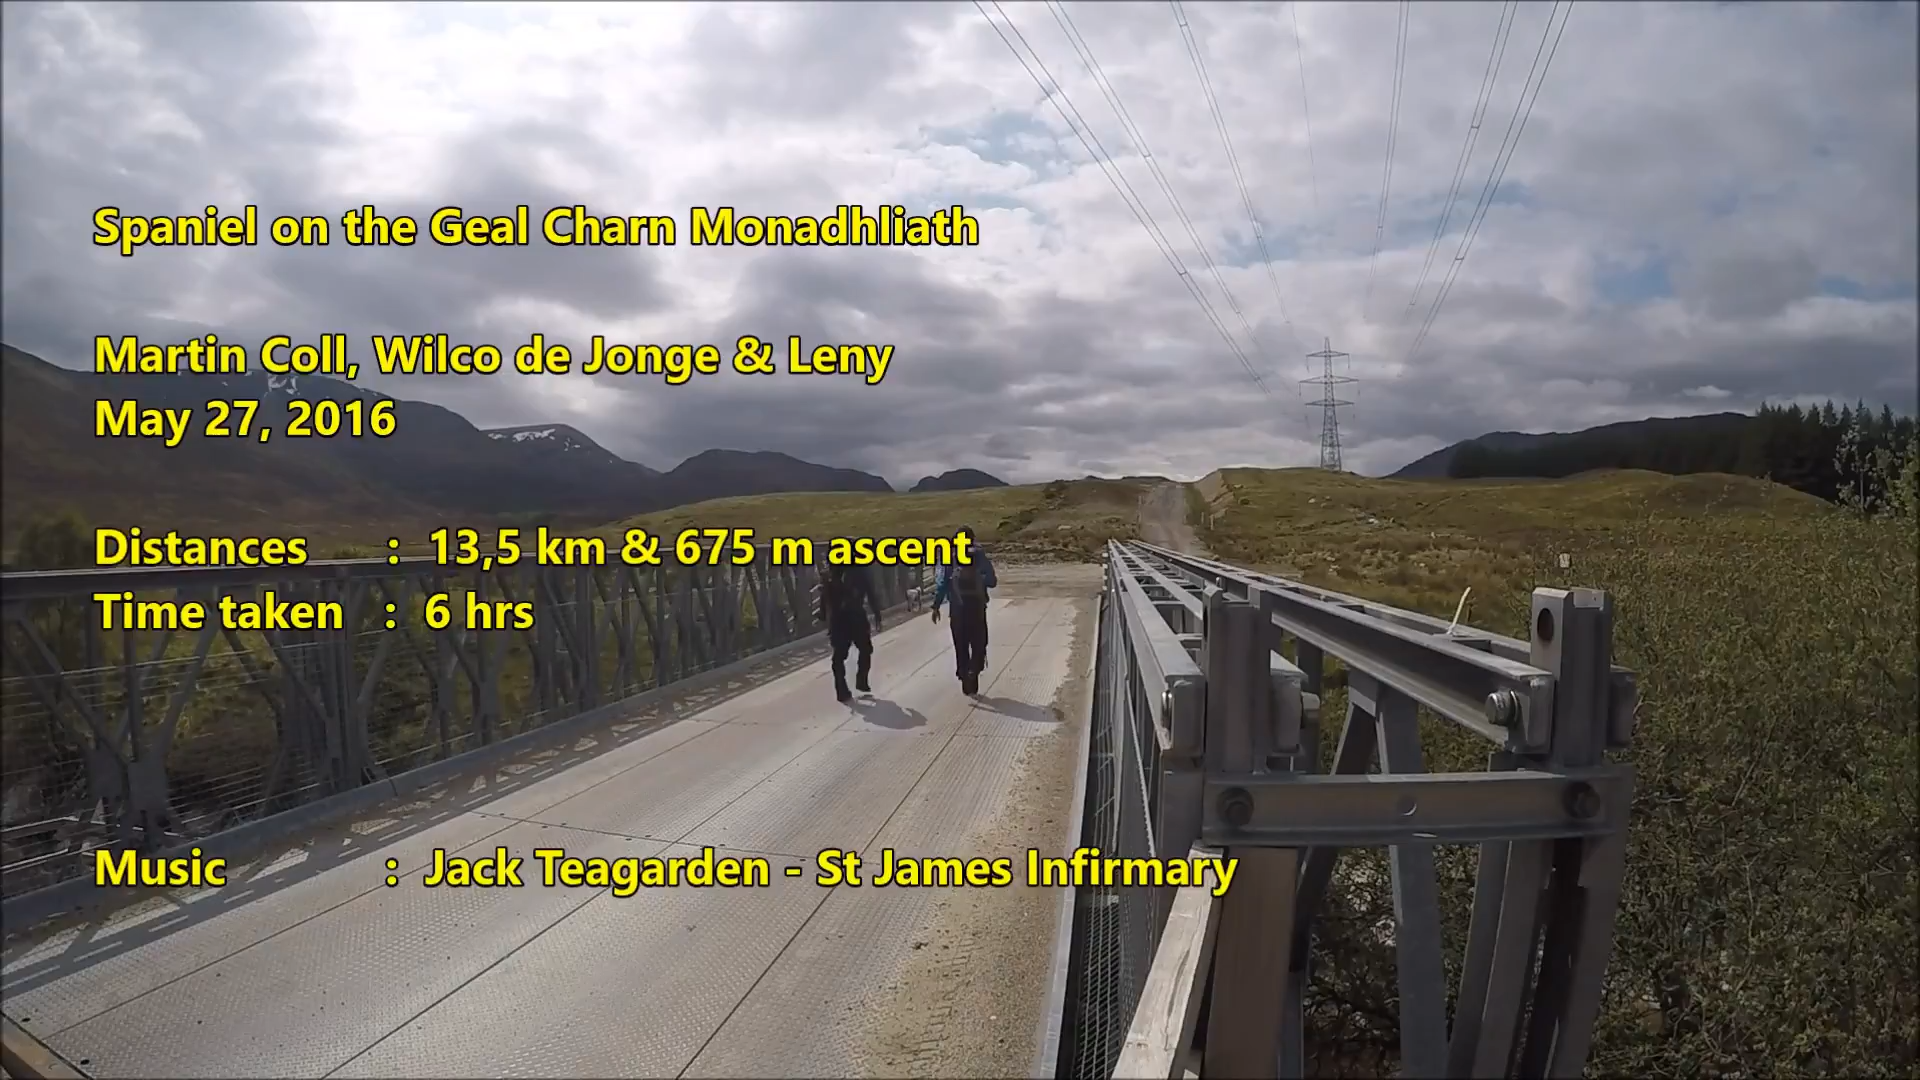 Spaniel on the Geal Charn Monadhliath
Martin Coll, Wilco de Jonge & Leny
May 27, 2016
Distances : 13,5 km & 675 m ascent
Time taken : 6 hrs
Music : Jack Teagarden - St James Infirmary